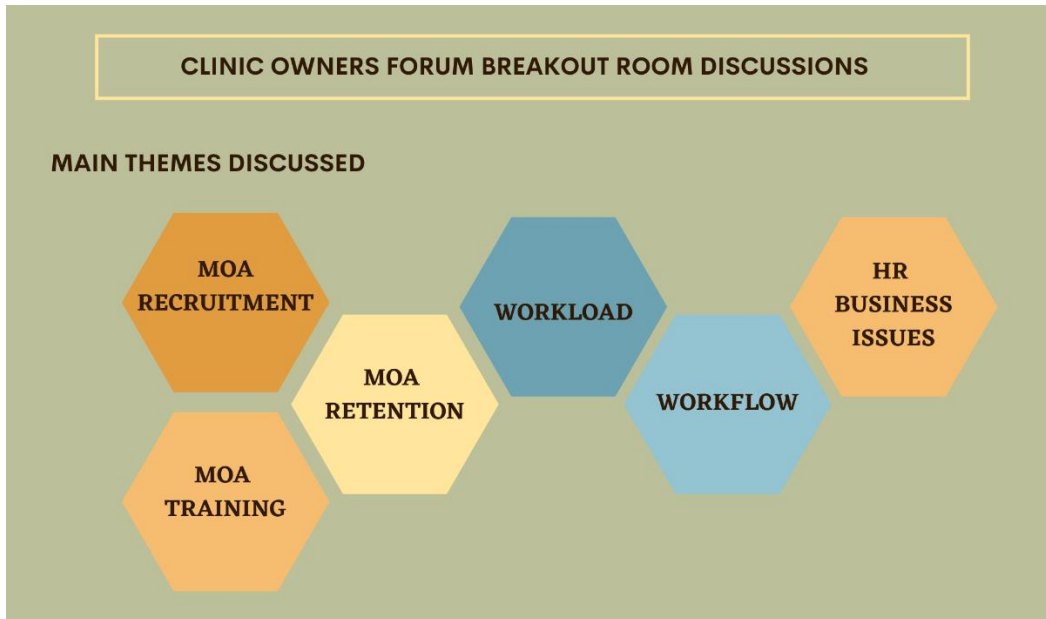 CLINIC OWNERS FORUM BREAKOUT ROOM DISCUSSIONS
MAIN THEMES DISCUSSED
MOA
RECRUITMENT
MOA
TRAINING
MOA
RETENTION
WORKLOAD
WORKFLOW
HR
BUSINESS
ISSUES